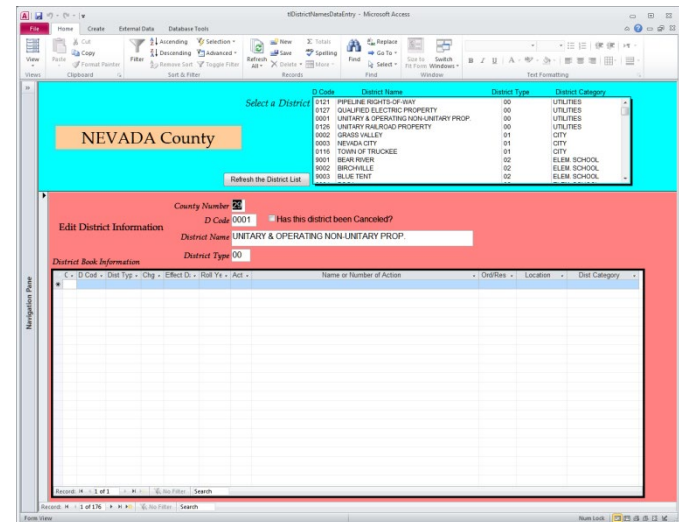 tlDistrictNamesDataEntry - Microsoft Access
File Home Create External Data Database Tools
View
Views
Paste
Cut
Copy
Format Painter
Clipboard
Filter
Ascending
Descending
Remove Sort
Selection
Advanced
Toggle Filter
Sort & Filter
Refresh All
New
Save
Delete
Totals
Spelling
More
Records
Find
Replace
Go To
Select
Find
Size to Fit Form
Switch Windows
Window
B I U A
Text Formatting
NEVADA County
Select a District
D Code District Name District Type District Category
0121 PIPELINE RIGHTS-OF-WAY 00 UTILITIES
0127 QUALIFIED ELECTRIC PROPERTY 00 UTILITIES
0001 UNITARY & OPERATING NON-UNITARY PROP. 00 UTILITIES
0126 UNITARY RAILROAD PROPERTY 00 UTILITIES
0002 GRASS VALLEY 01 CITY
0003 NEVADA CITY 01 CITY
0116 TOWN OF TRUCKEE 01 CITY
9001 BEAR RIVER 02 ELEM. SCHOOL
9002 BIRCHVILLE 02 ELEM. SCHOOL
9003 BLUE TENT 02 ELEM. SCHOOL
Refresh the District List
Edit District Information
County Number 29
D Code 0001 Has this district been Canceled?
District Name UNITARY & OPERATING NON-UNITARY PROP.
District Type 00
District Book Information
C D Cod Dist Typ Chg Effect D Roll Yr Act Name or Number of Action Ord/Res Location Dist Category
Record: 1 of 1 No Filter Search
Record: 1 of 176 No Filter Search
Navigation Pane
Form View Num Lock